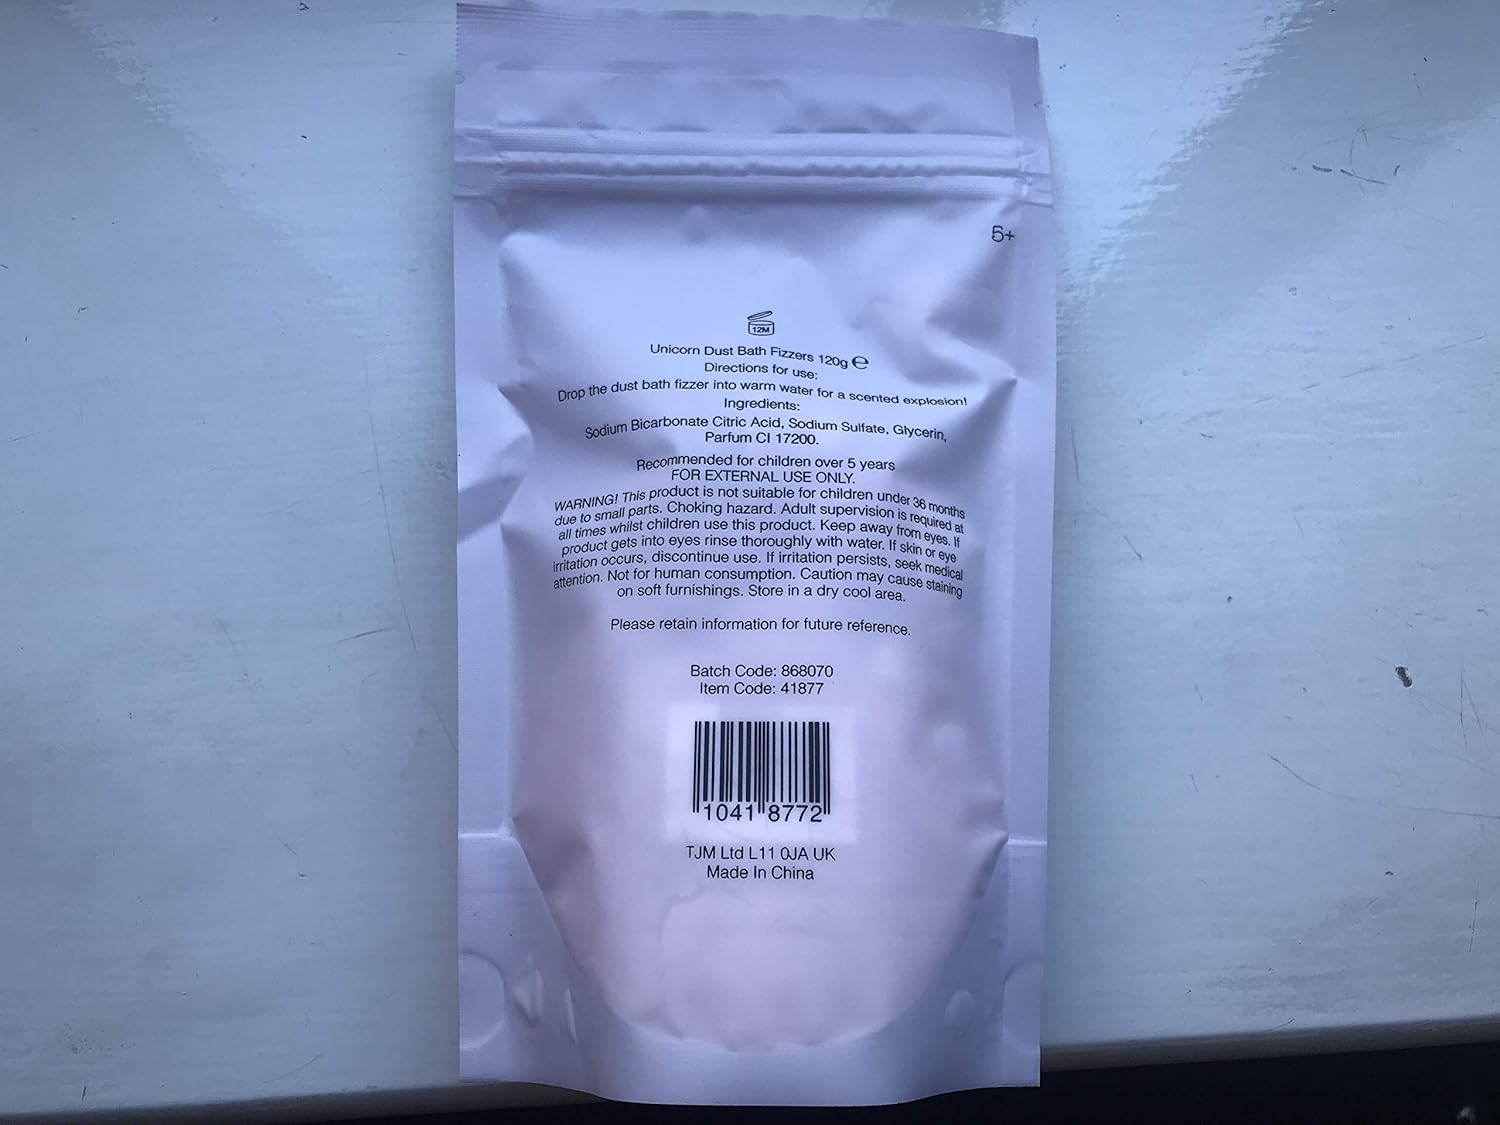 5+
12M
Unicorn Dust Bath Fizzers 120g ℮
Directions for use:
Drop the dust bath fizzer into warm water for a scented explosion!
Ingredients:
Sodium Bicarbonate Citric Acid, Sodium Sulfate, Glycerin,
Parfum CI 17200.
Recommended for children over 5 years
FOR EXTERNAL USE ONLY.
WARNING! This product is not suitable for children under 36 months
due to small parts. Choking hazard. Adult supervision is required at
all times whilst children use this product. Keep away from eyes. If
product gets into eyes rinse thoroughly with water. If skin or eye
irritation occurs, discontinue use. If irritation persists, seek medical
attention. Not for human consumption. Caution may cause staining
on soft furnishings. Store in a dry cool area.
Please retain information for future reference.
Batch Code: 868070
Item Code: 41877
1041 8772
TJM Ltd L11 0JA UK
Made In China